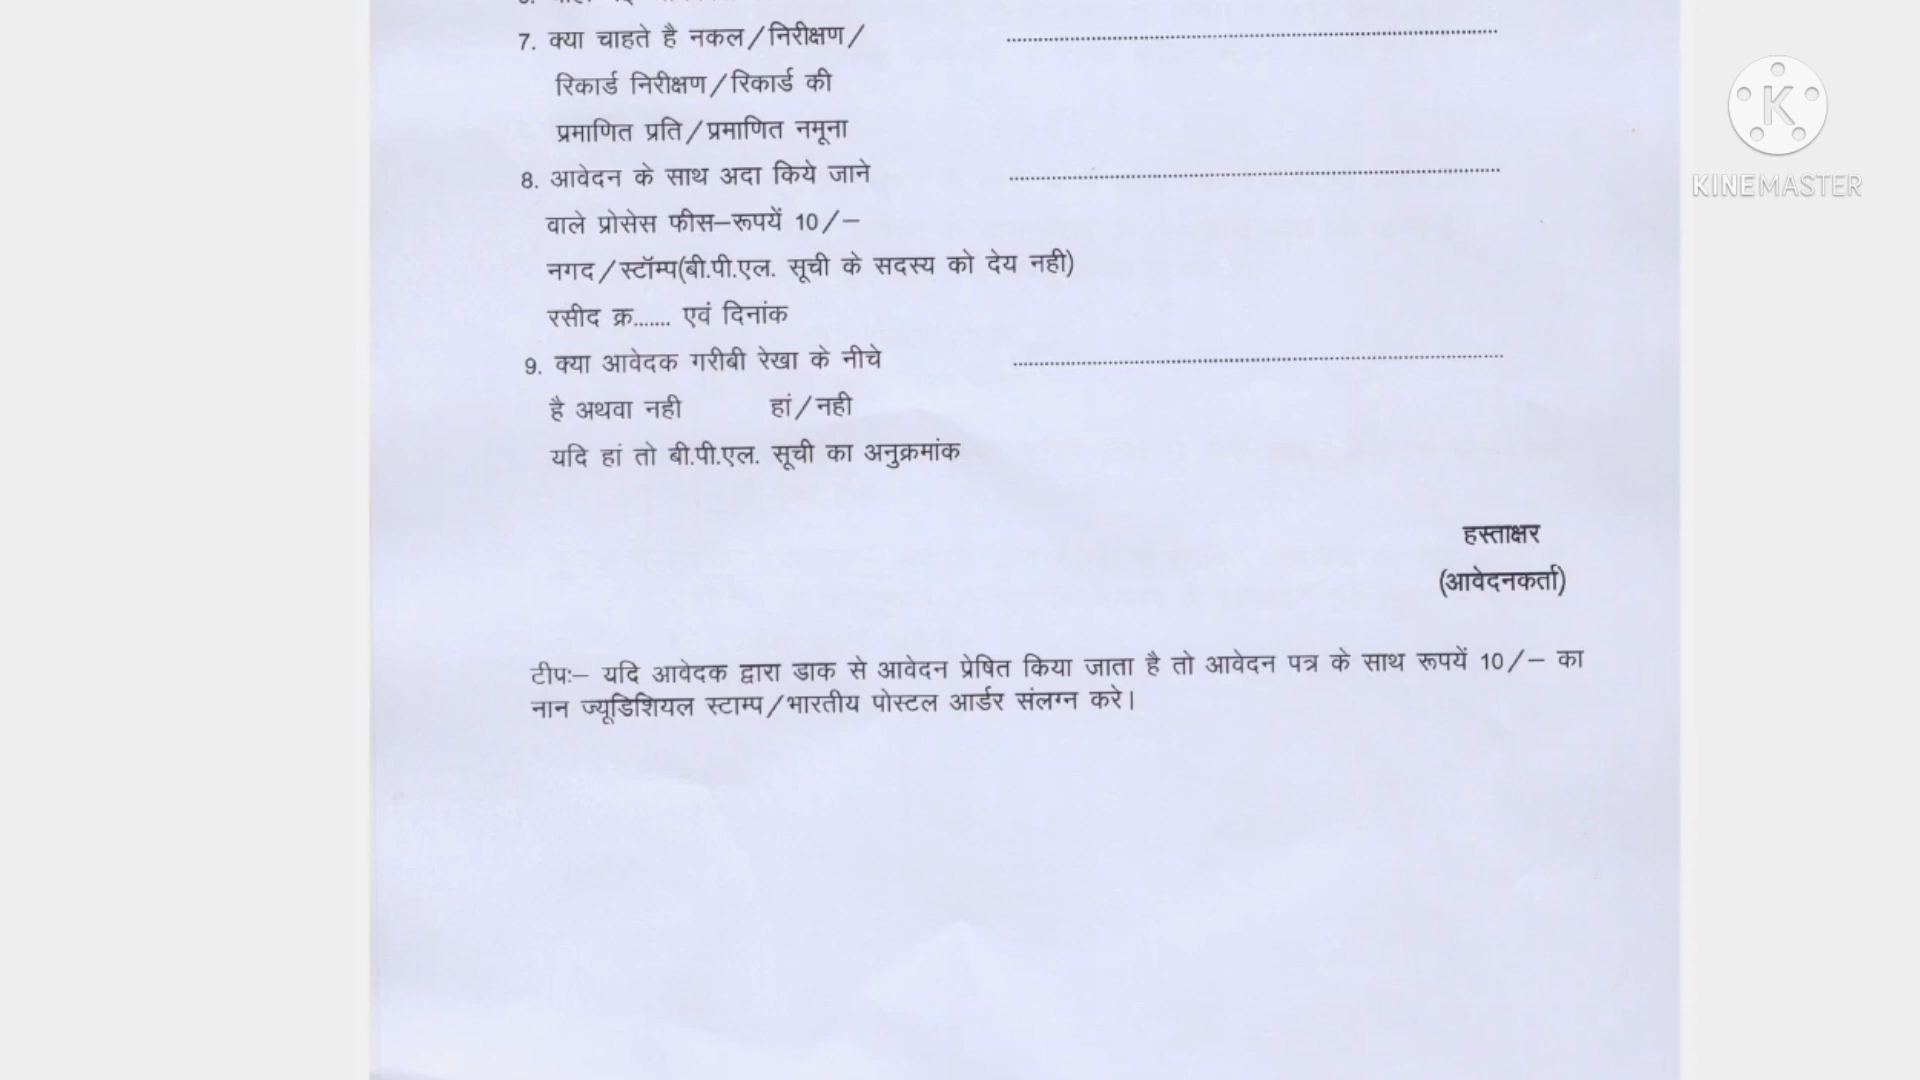 7. क्या चाहते है नकल/निरीक्षण/ ........................................
रिकार्ड निरीक्षण/रिकार्ड की
प्रमाणित प्रति/प्रमाणित नमूना
8. आवेदन के साथ अदा किये जाने ........................................
वाले प्रोसेस फीस–रूपयें 10/–
नगद/स्टॉम्प(बी.पी.एल. सूची के सदस्य को देय नही)
रसीद क्र....... एवं दिनांक
9. क्या आवेदक गरीबी रेखा के नीचे ........................................
है अथवा नही हां/नही
यदि हां तो बी.पी.एल. सूची का अनुक्रमांक
हस्ताक्षर
(आवेदनकर्ता)
टीपः– यदि आवेदक द्वारा डाक से आवेदन प्रेषित किया जाता है तो आवेदन पत्र के साथ रूपयें 10/– का
नान ज्यूडिशियल स्टाम्प/भारतीय पोस्टल आर्डर संलग्न करे।
K
KINEMASTER